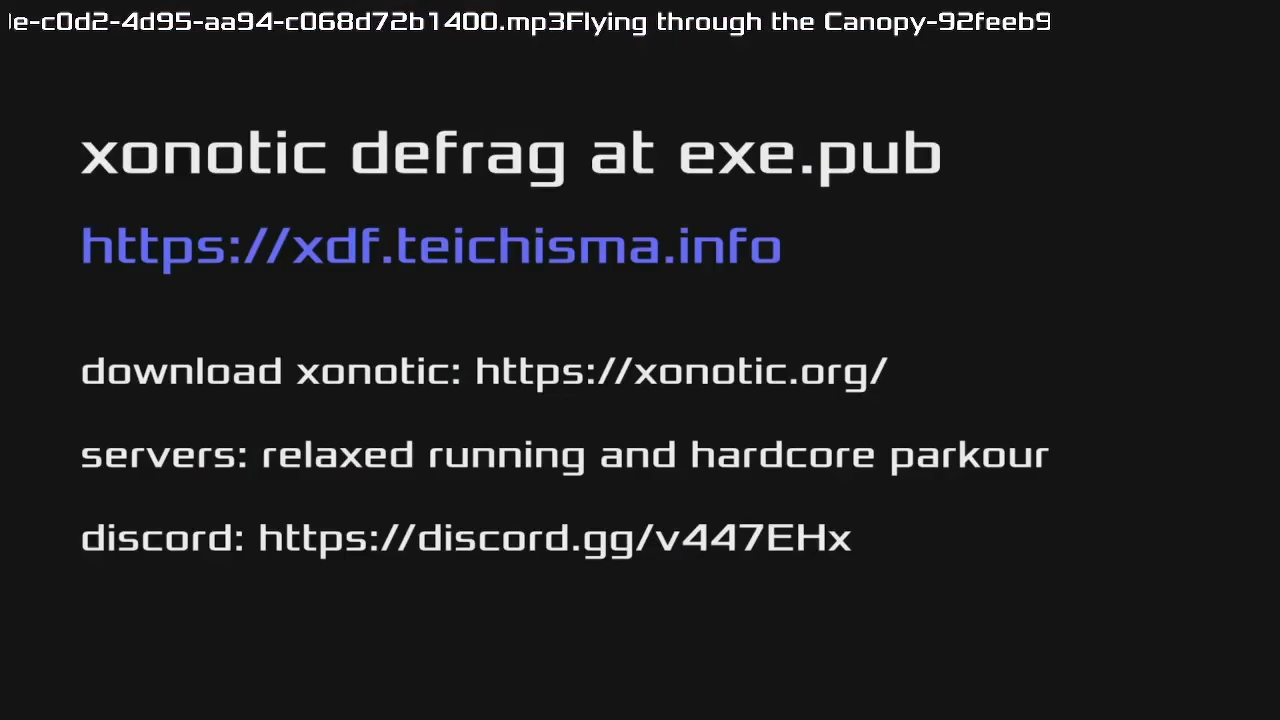 e-c0d2-4d95-aa94-c068d72b1400.mp3Flying through the Canopy-92feeb9
xonotic defrag at exe.pub
https://xdf.teichisma.info
download xonotic: https://xonotic.org/
servers: relaxed running and hardcore parkour
discord: https://discord.gg/v447EHx